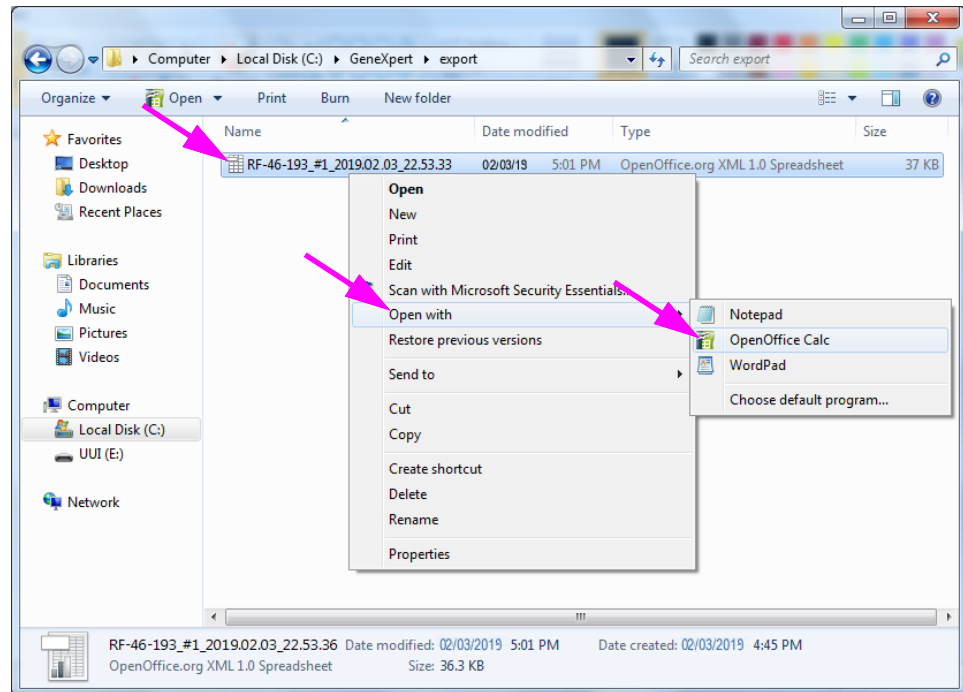 Computer ▸ Local Disk (C:) ▸ GeneXpert ▸ export
Search export
Organize
Open
Print
Burn
New folder
Name
Date modified
Type
Size
RF-46-193_#1_2019.02.03_22.53.33 02/03/19 5:01 PM OpenOffice.org XML 1.0 Spreadsheet 37 KB
Favorites
Desktop
Downloads
Recent Places
Libraries
Documents
Music
Pictures
Videos
Computer
Local Disk (C:)
UUI (E:)
Network
Open
New
Print
Edit
Scan with Microsoft Security Essentials...
Open with
Restore previous versions
Send to
Cut
Copy
Create shortcut
Delete
Rename
Properties
Notepad
OpenOffice Calc
WordPad
Choose default program...
RF-46-193_#1_2019.02.03_22.53.36 Date modified: 02/03/2019 5:01 PM Date created: 02/03/2019 4:45 PM
OpenOffice.org XML 1.0 Spreadsheet Size: 36.3 KB